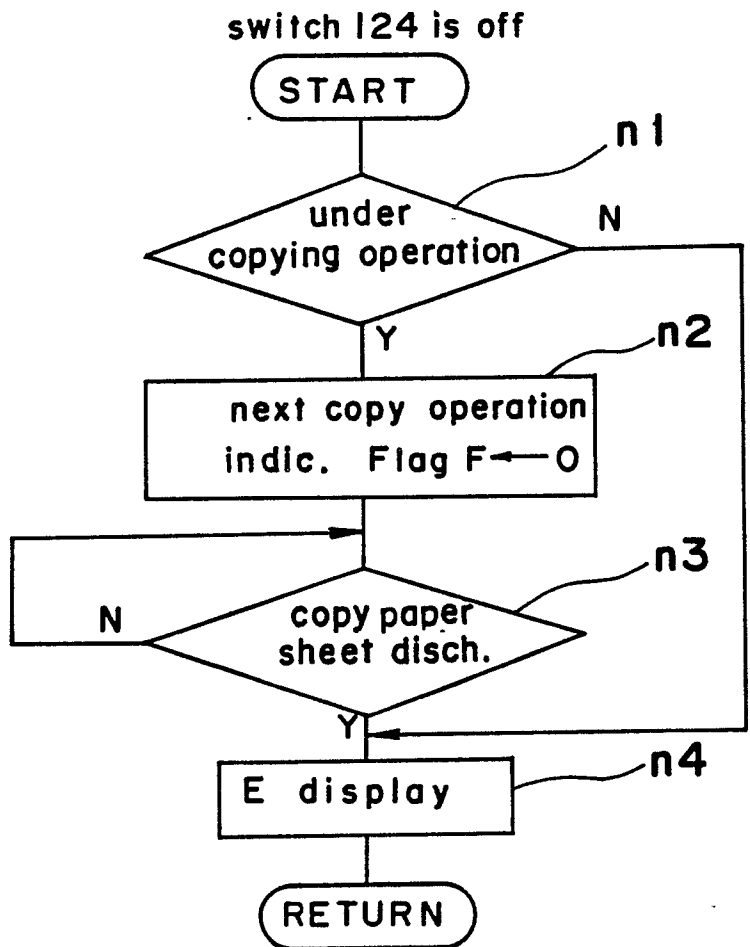 switch 124 is off
START
n1
under
copying operation
N
Y
n2
next copy operation
indic. Flag F←0
n3
copy paper
sheet disch.
N
Y
n4
E display
RETURN